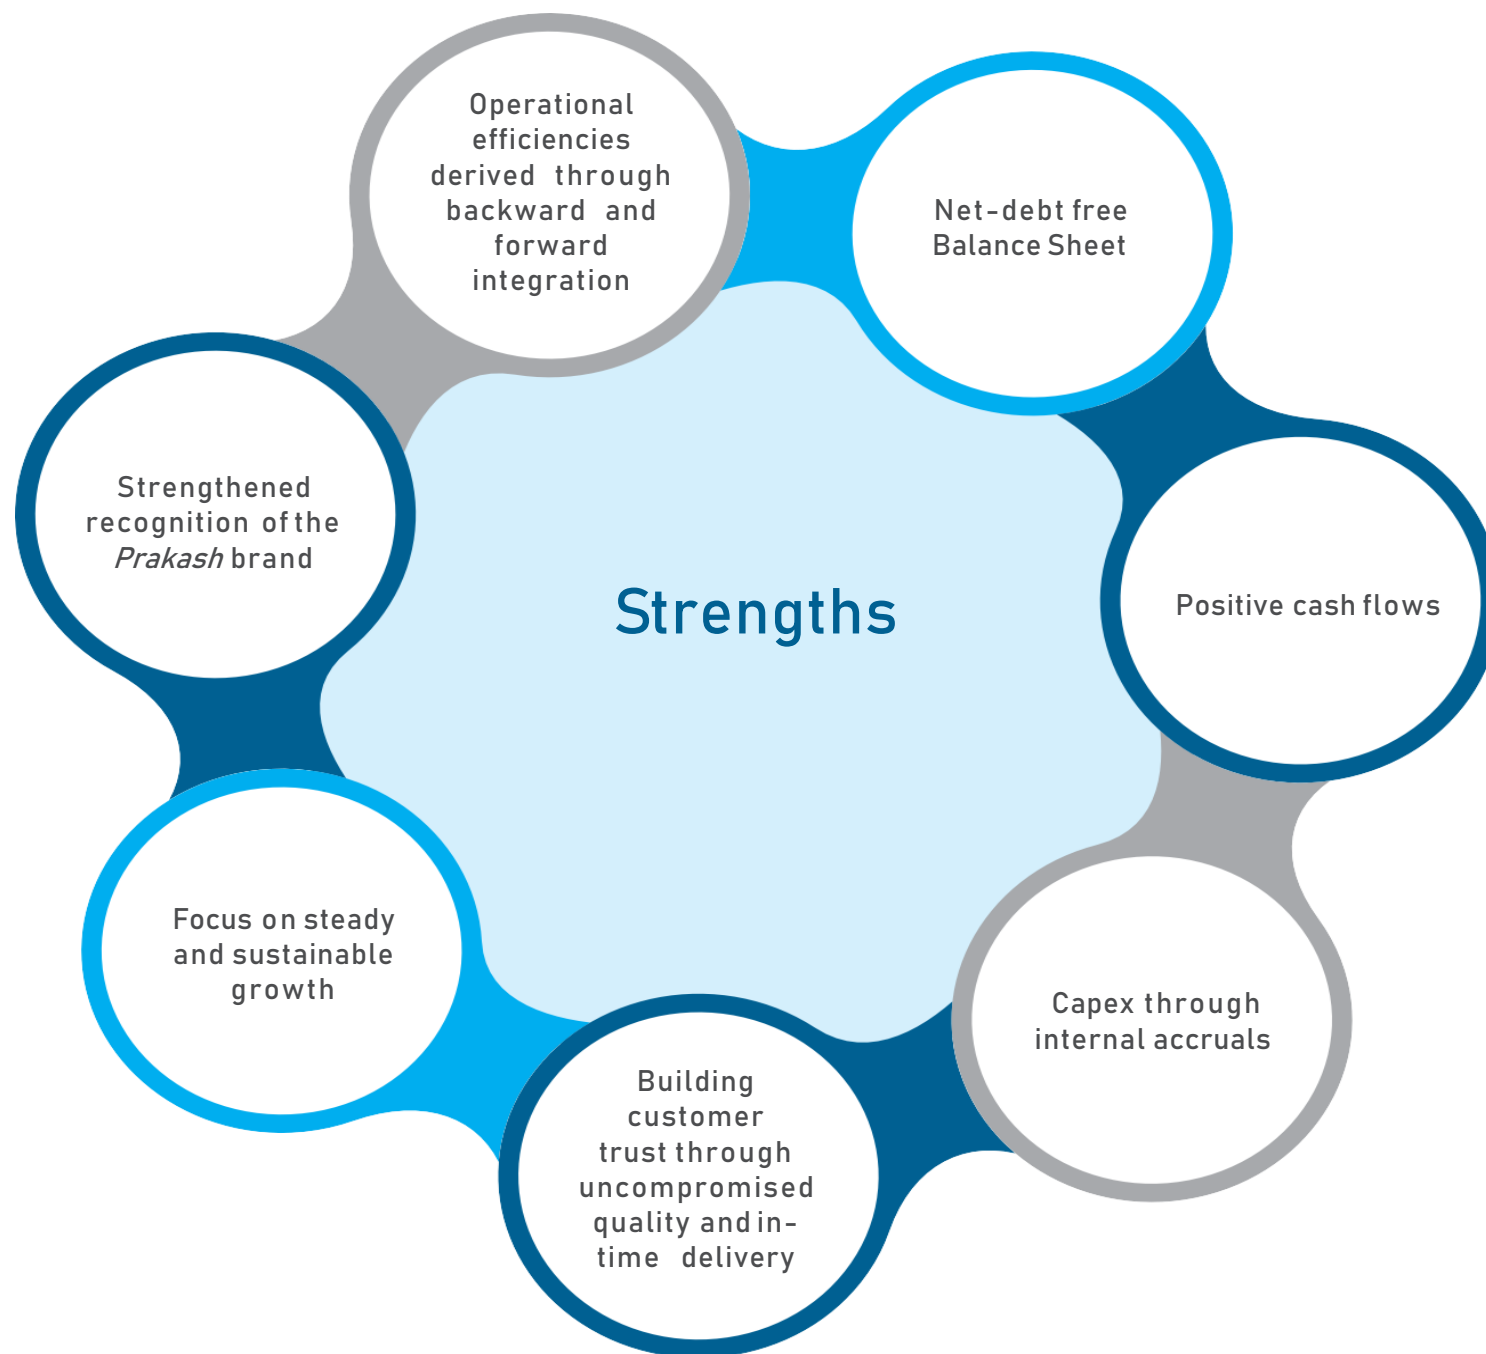 Operational
efficiencies
derived through
backward and
forward
integration
Net-debt free
Balance Sheet
Strengthened
recognition of the
Prakash brand
Strengths
Positive cash flows
Focus on steady
and sustainable
growth
Capex through
internal accruals
Building
customer
trust through
uncompromised
quality and in-
time delivery